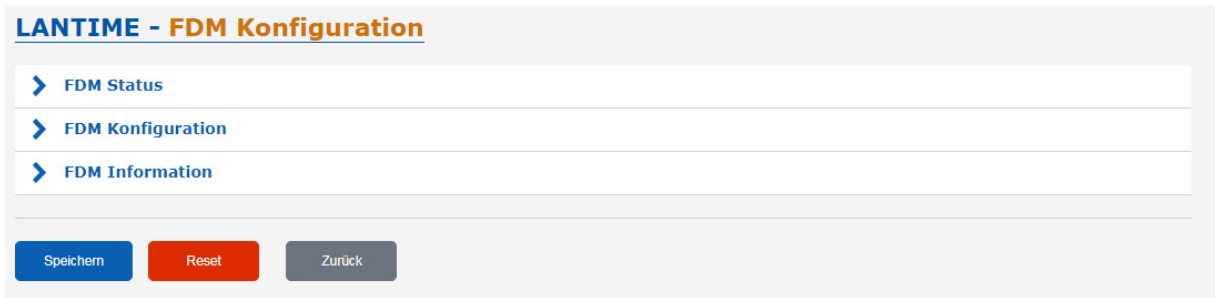 LANTIME - FDM Konfiguration
FDM Status
FDM Konfiguration
FDM Information
Speichern Reset Zurück